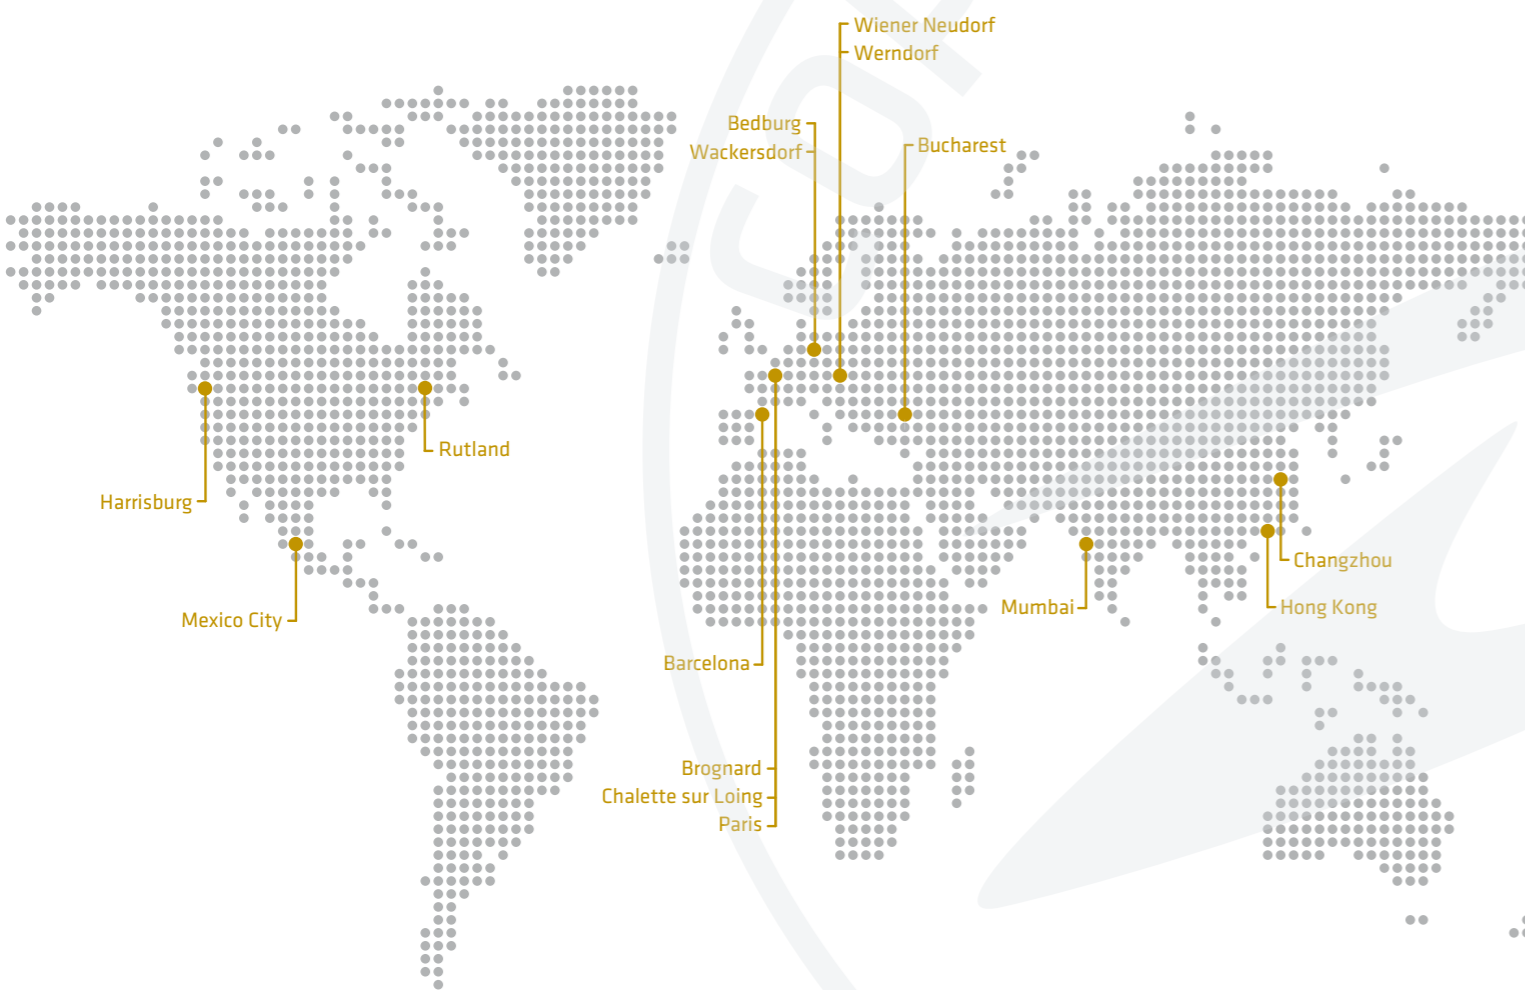 Wiener Neudorf
Werndorf
Bedburg
Wackersdorf
Bucharest
Rutland
Harrisburg
Mexico City
Changzhou
Mumbai
Hong Kong
Barcelona
Brognard
Chalette sur Loing
Paris